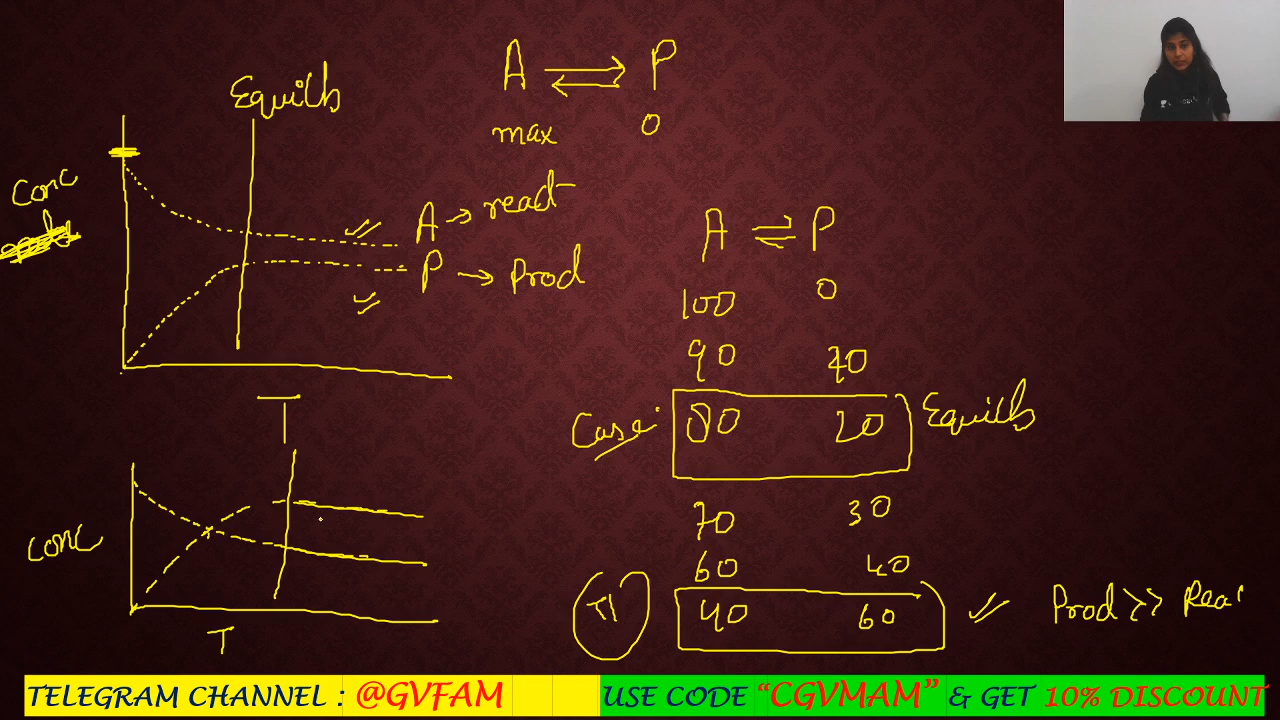 A ⇌ P
max 0
Equilb
Conc
A → react
P → Prod
T
A ⇌ P
100 0
90 10
Case: 80 20 Equilb
70 30
60 40
T1 40 60 Prod >> Rea
Conc
T
TELEGRAM CHANNEL : @GVFAM
USE CODE “CGVMAM” & GET 10% DISCOUNT